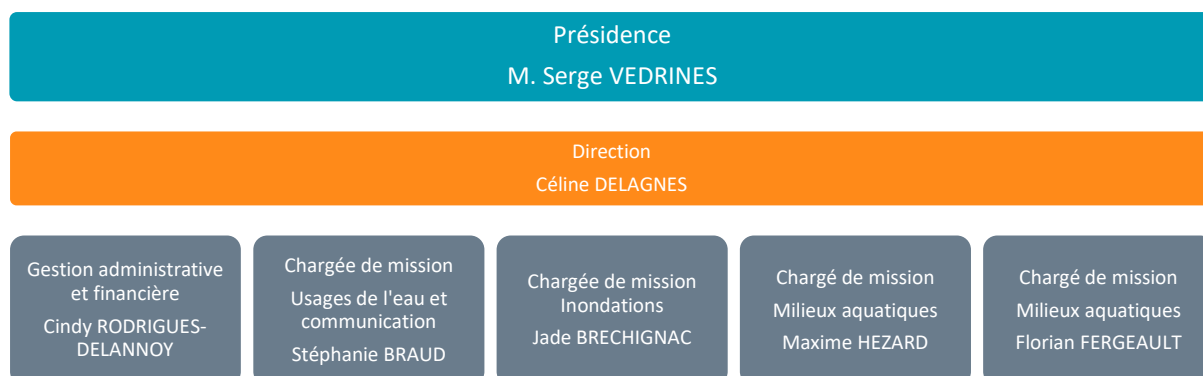 Présidence
M. Serge VEDRINES
Direction
Céline DELAGNES
Gestion administrative
et financière
Cindy RODRIGUES-
DELANNOY
Chargée de mission
Usages de l'eau et
communication
Stéphanie BRAUD
Chargée de mission
Inondations
Jade BRECHIGNAC
Chargé de mission
Milieux aquatiques
Maxime HEZARD
Chargé de mission
Milieux aquatiques
Florian FERGEAULT